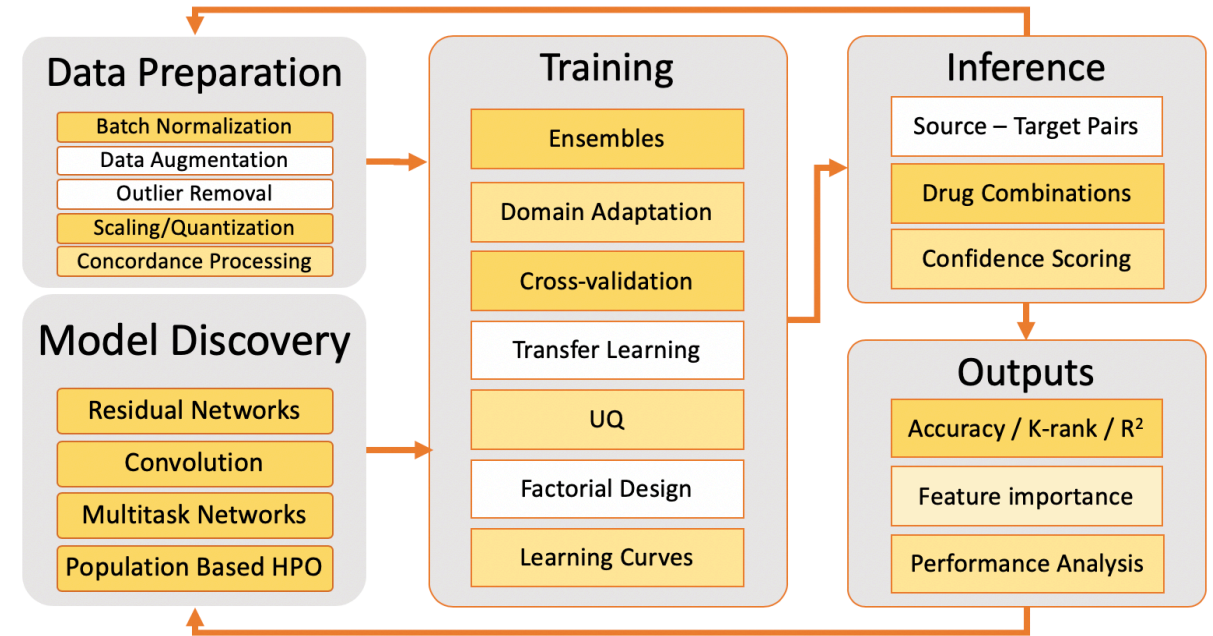 Data Preparation
Batch Normalization
Data Augmentation
Outlier Removal
Scaling/Quantization
Concordance Processing
Model Discovery
Residual Networks
Convolution
Multitask Networks
Population Based HPO
Training
Ensembles
Domain Adaptation
Cross-validation
Transfer Learning
UQ
Factorial Design
Learning Curves
Inference
Source – Target Pairs
Drug Combinations
Confidence Scoring
Outputs
Accuracy / K-rank / R²
Feature importance
Performance Analysis